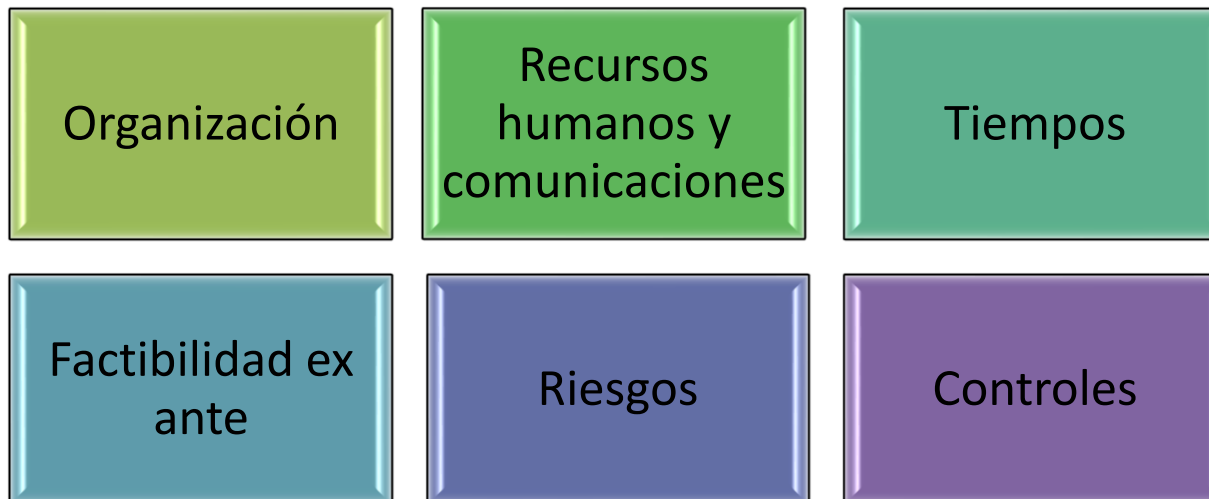 Organización
Recursos
humanos y
comunicaciones
Tiempos
Factibilidad ex
ante
Riesgos
Controles